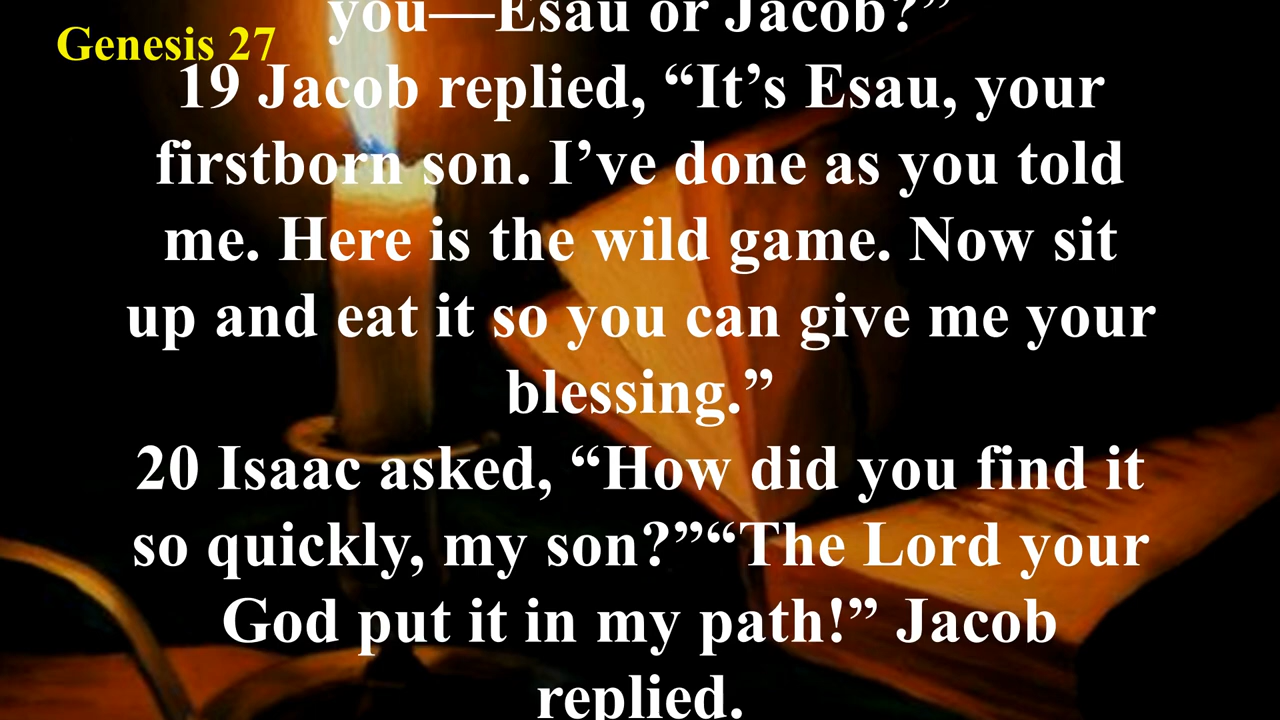 you—Esau or Jacob?”
Genesis 27
19 Jacob replied, “It’s Esau, your
firstborn son. I’ve done as you told
me. Here is the wild game. Now sit
up and eat it so you can give me your
blessing.”
20 Isaac asked, “How did you find it
so quickly, my son?”“The Lord your
God put it in my path!” Jacob
replied.